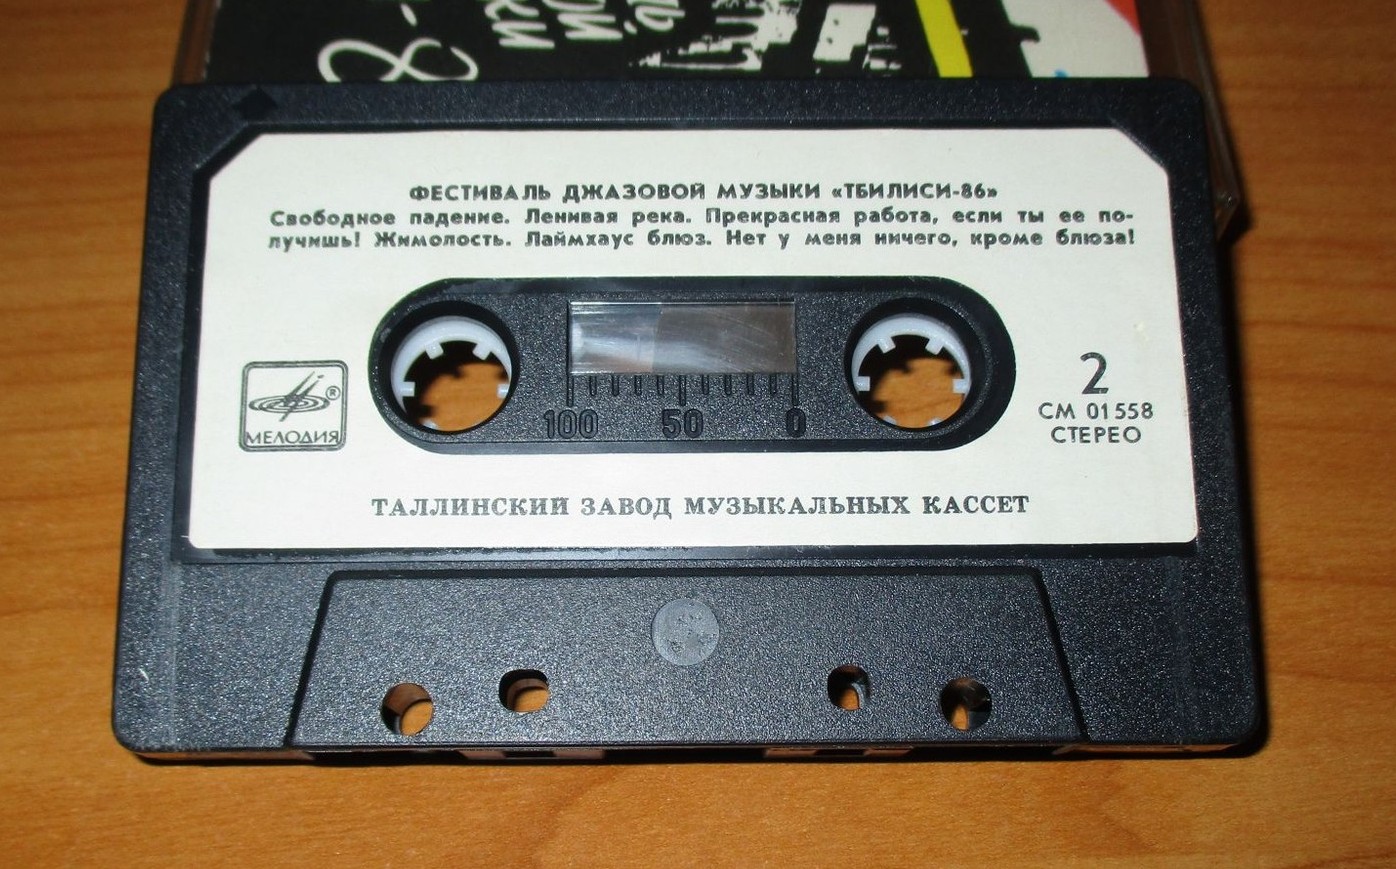 ФЕСТИВАЛЬ ДЖАЗОВОЙ МУЗЫКИ «ТБИЛИСИ-86»
Свободное падение. Ленивая река. Прекрасная работа, если ты ее по-
лучишь! Жимолость. Лаймхаус блюз. Нет у меня ничего, кроме блюза!
®
МЕЛОДИЯ
100 50 0
2
СМ 01558
СТЕРЕО
ТАЛЛИНСКИЙ ЗАВОД МУЗЫКАЛЬНЫХ КАССЕТ